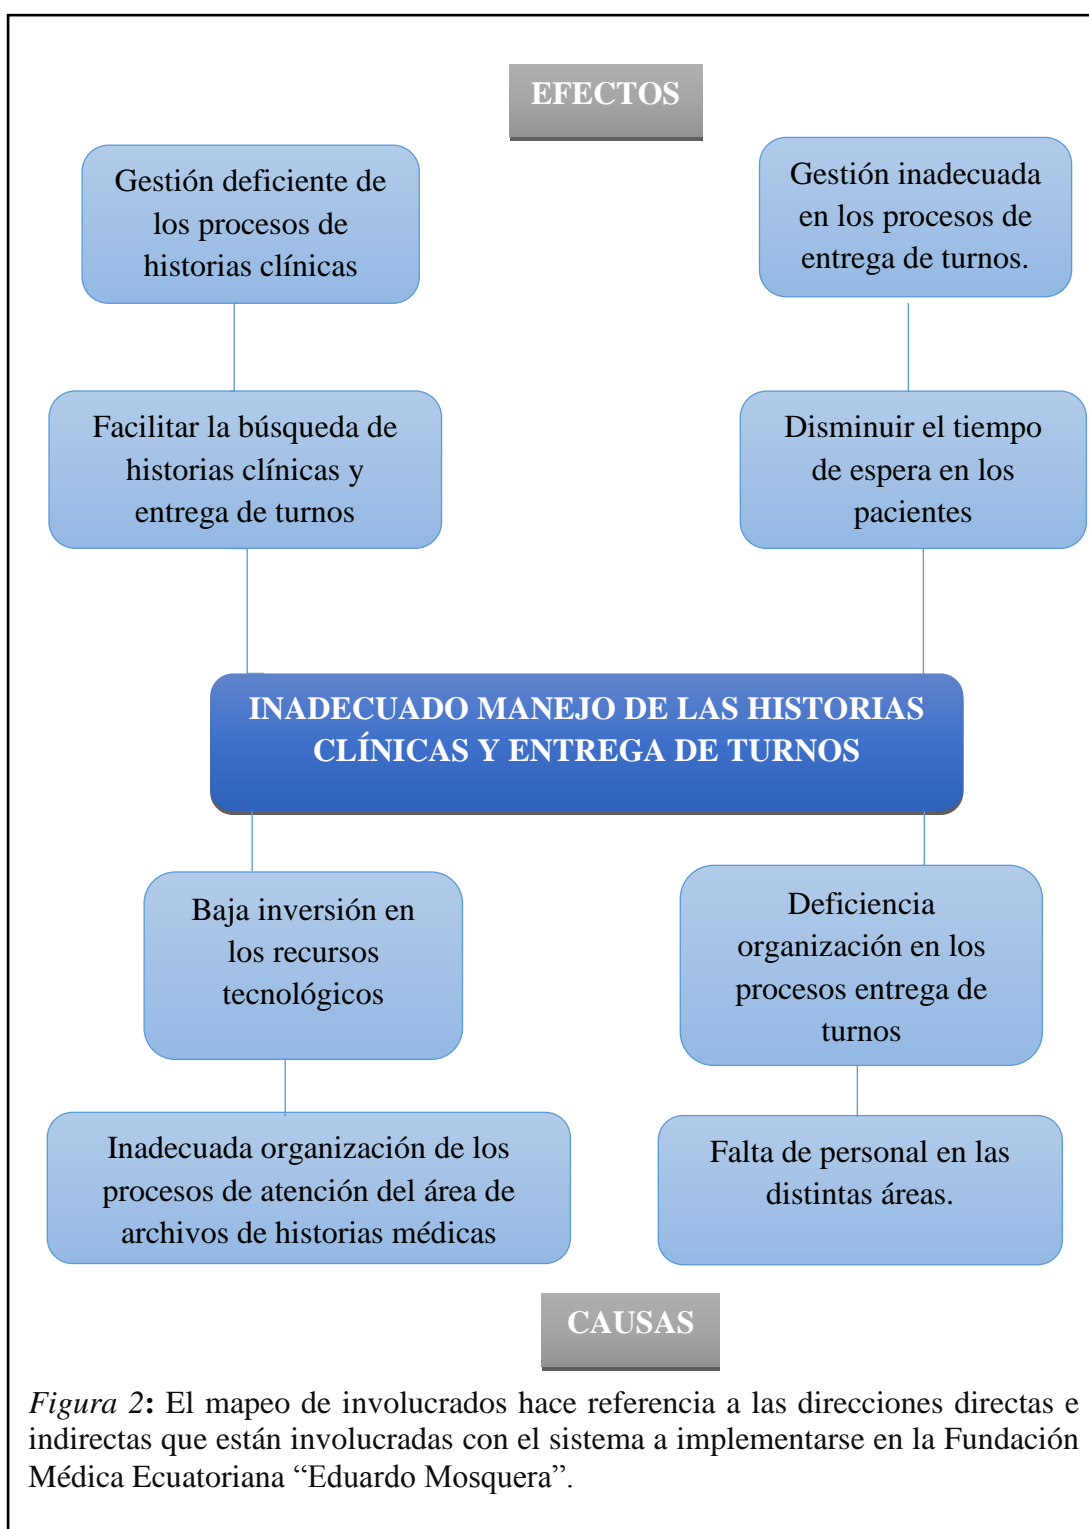 EFECTOS
Gestión deficiente de
los procesos de
historias clínicas
Gestión inadecuada
en los procesos de
entrega de turnos.
Facilitar la búsqueda de
historias clínicas y
entrega de turnos
Disminuir el tiempo
de espera en los
pacientes
INADECUADO MANEJO DE LAS HISTORIAS
CLÍNICAS Y ENTREGA DE TURNOS
Baja inversión en
los recursos
tecnológicos
Deficiencia
organización en los
procesos entrega de
turnos
Inadecuada organización de los
procesos de atención del área de
archivos de historias médicas
Falta de personal en las
distintas áreas.
CAUSAS
Figura 2: El mapeo de involucrados hace referencia a las direcciones directas e
indirectas que están involucradas con el sistema a implementarse en la Fundación
Médica Ecuatoriana “Eduardo Mosquera”.